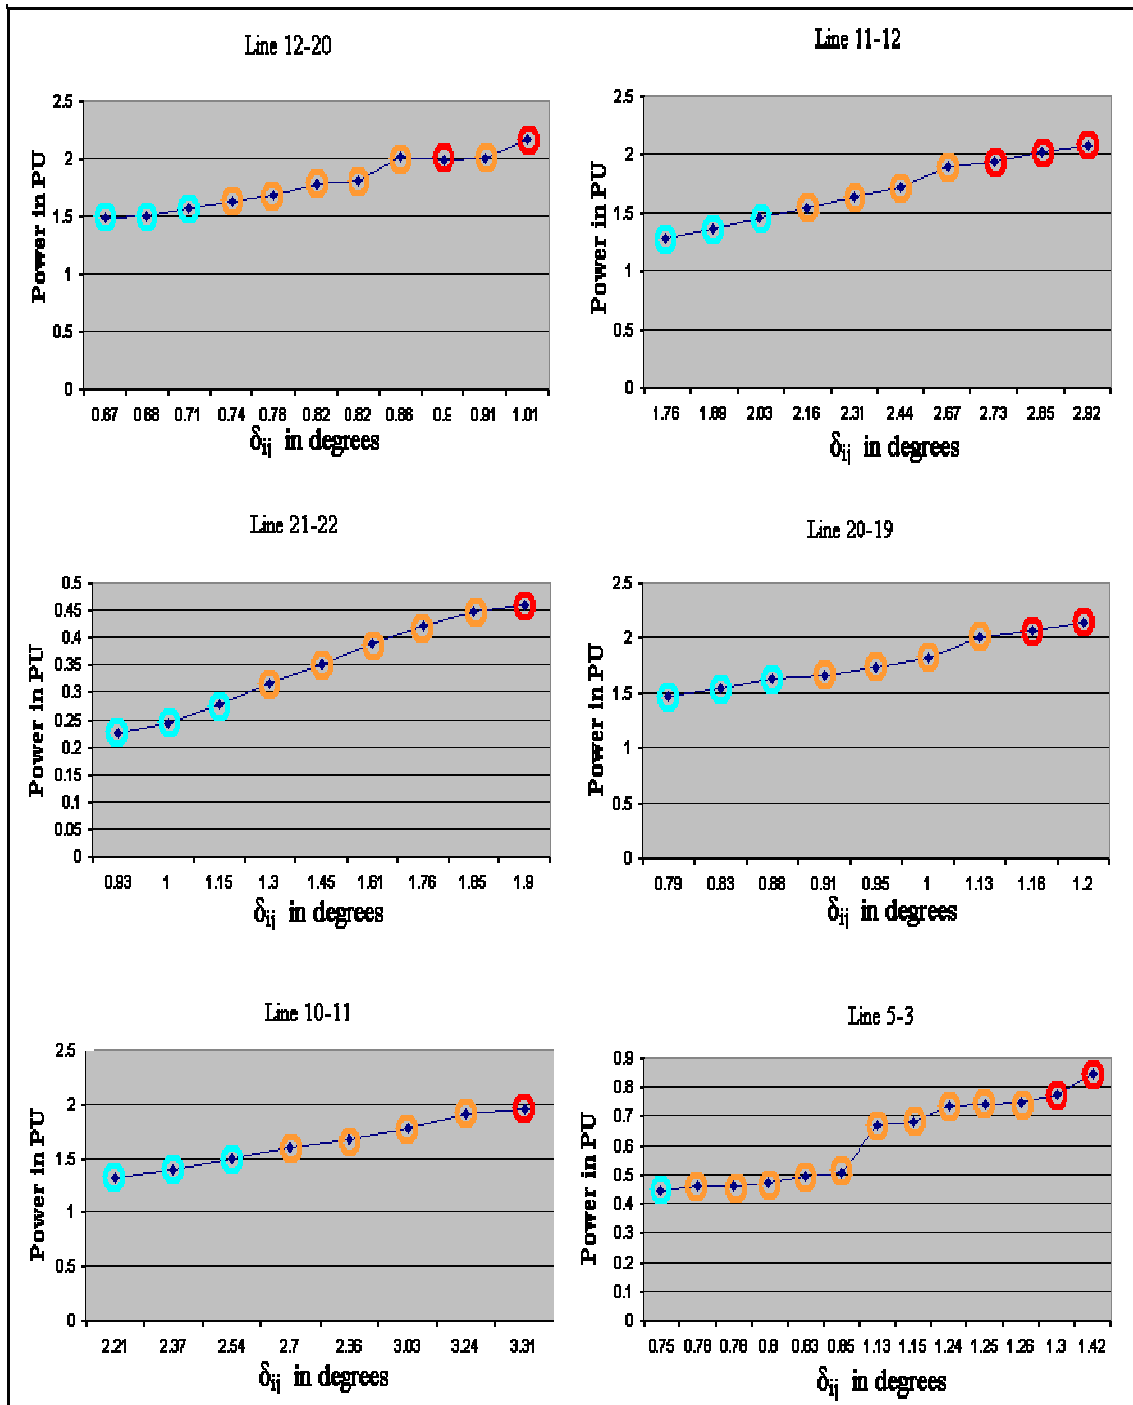 Line 12-20
2.5
2
1.5
1
0.5
0
Power in PU
0.67 0.68 0.71 0.74 0.78 0.82 0.82 0.86 0.9 0.91 1.01
δij in degrees
Line 11-12
2.5
2
1.5
1
0.5
0
Power in PU
1.76 1.89 2.03 2.16 2.31 2.44 2.67 2.73 2.85 2.92
δij in degrees
Line 21-22
0.5
0.45
0.4
0.35
0.3
0.25
0.2
0.15
0.1
0.05
0
Power in PU
0.93 1 1.15 1.3 1.45 1.61 1.76 1.85 1.9
δij in degrees
Line 20-19
2.5
2
1.5
1
0.5
0
Power in PU
0.79 0.83 0.88 0.91 0.95 1 1.13 1.16 1.2
δij in degrees
Line 10-11
2.5
2
1.5
1
0.5
0
Power in PU
2.21 2.37 2.54 2.7 2.36 3.03 3.24 3.31
δij in degrees
Line 5-3
0.9
0.8
0.7
0.6
0.5
0.4
0.3
0.2
0.1
0
Power in PU
0.75 0.78 0.78 0.8 0.83 0.85 1.13 1.15 1.24 1.25 1.26 1.3 1.42
δij in degrees